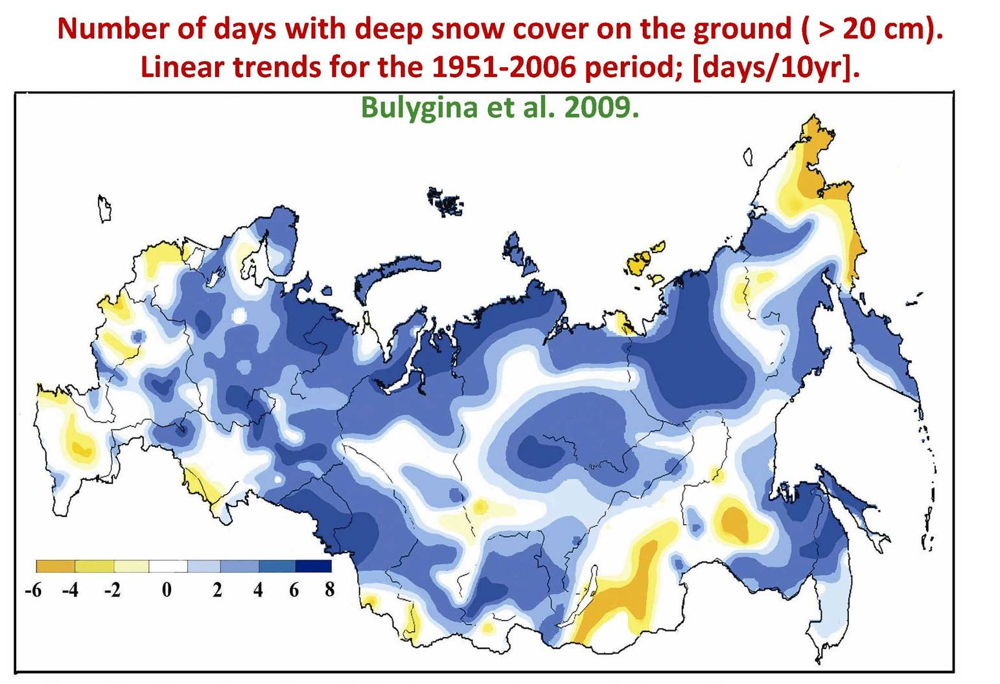 Number of days with deep snow cover on the ground ( > 20 cm).
Linear trends for the 1951-2006 period; [days/10yr].
Bulygina et al. 2009.
-6 -4 -2 0 2 4 6 8